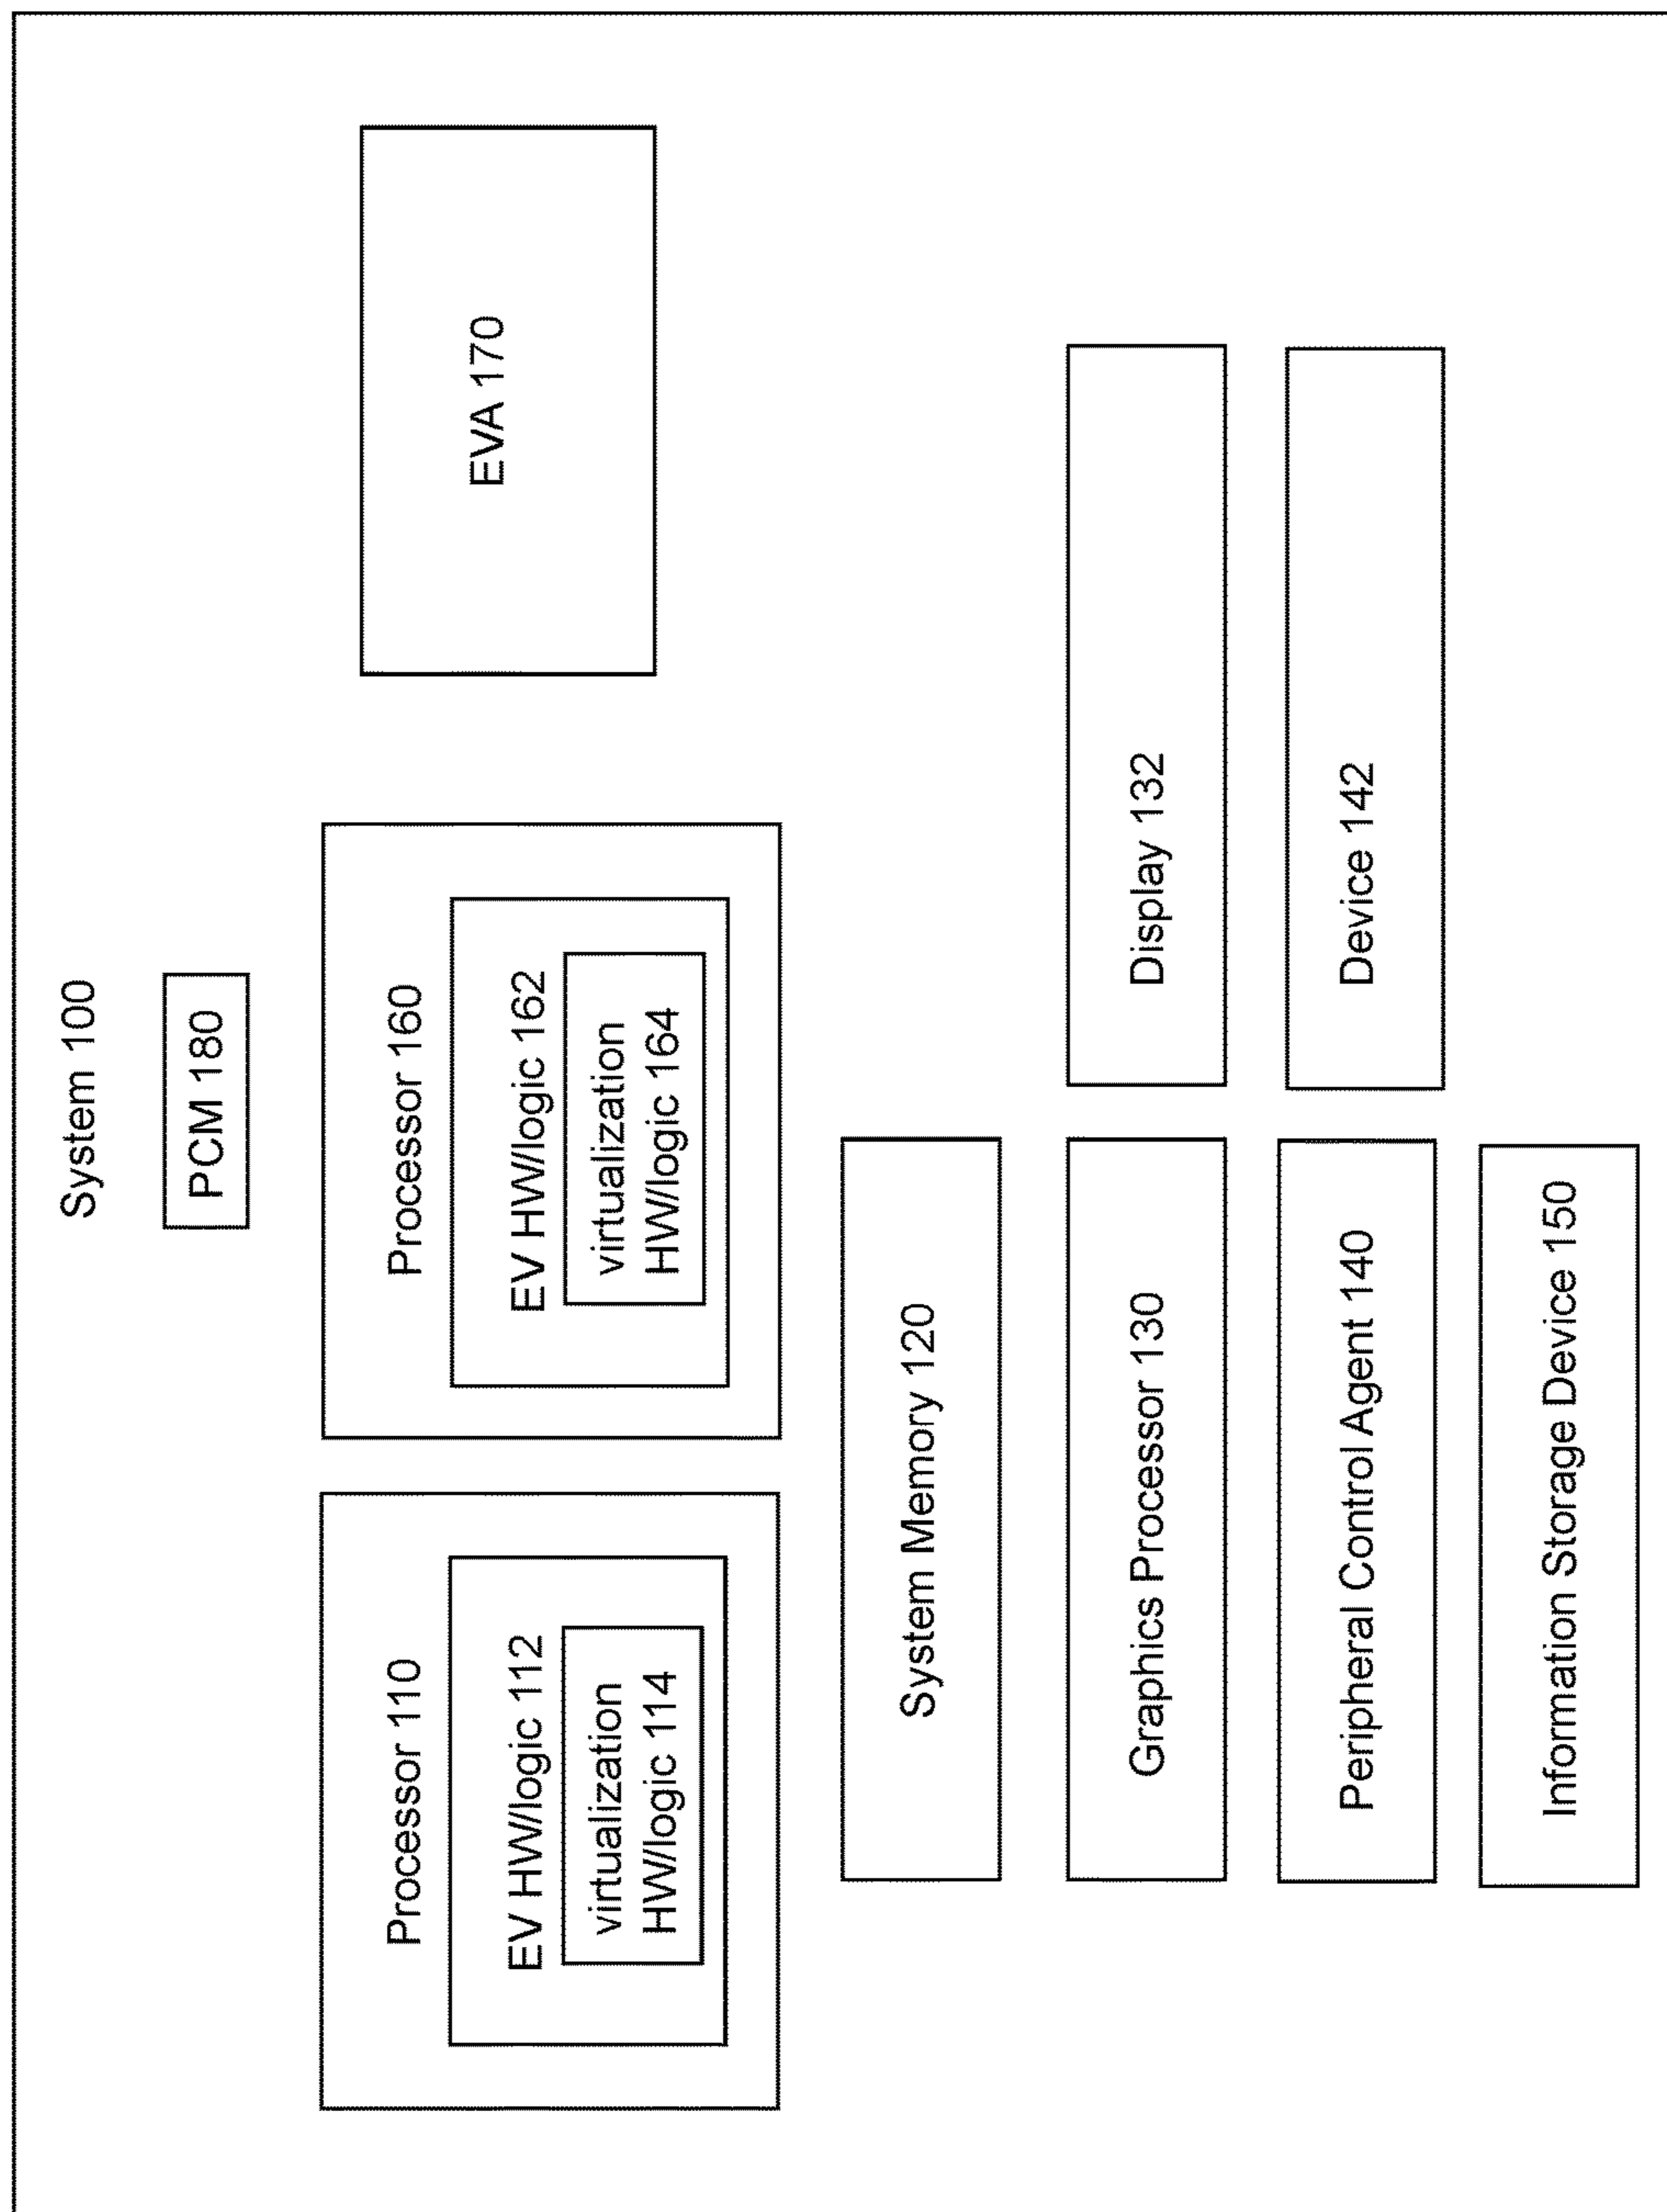 System 100
PCM 180
Processor 110
EV HW/logic 112
virtualization
HW/logic 114
Processor 160
EV HW/logic 162
virtualization
HW/logic 164
EVA 170
System Memory 120
Graphics Processor 130
Display 132
Peripheral Control Agent 140
Device 142
Information Storage Device 150